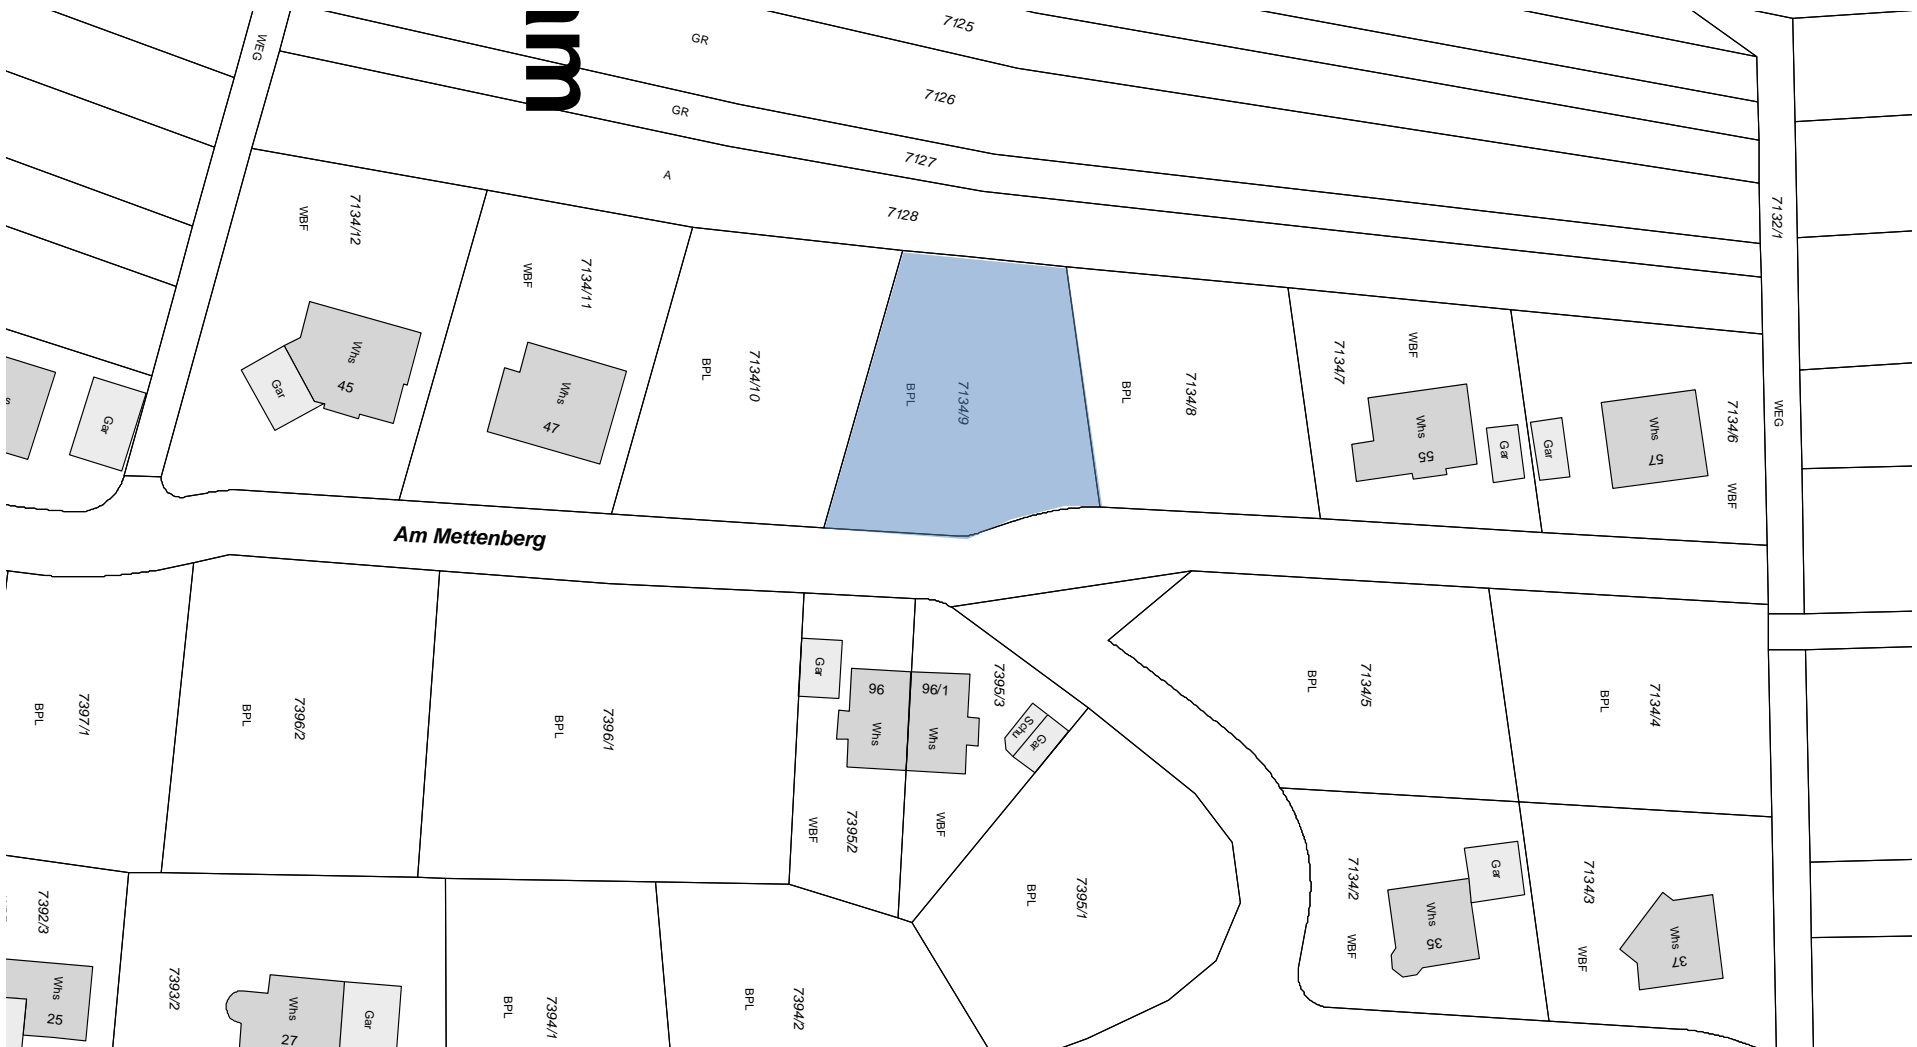 7125
GR
WEG
7126
GR
7127
A
7128
7134/12
WBF
7132/1
7134/11
WBF
WBF
7134/7
Whs
45
Gar
7134/10
BPL
7134/9
BPL
7134/8
BPL
Whs
47
Gar
Whs
55
Gar
Gar
Whs
57
7134/6
WBF
WEG
Am Mettenberg
7397/1
BPL
7396/2
BPL
7396/1
BPL
Gar
96
Whs
96/1
Whs
7395/3
Schu
Gar
7134/5
BPL
7134/4
BPL
7395/2
WBF
WBF
7395/1
BPL
7134/2
WBF
Gar
Whs
35
7134/3
WBF
Whs
37
7392/3
Whs
25
7393/2
Whs
27
Gar
7394/1
BPL
7394/2
BPL